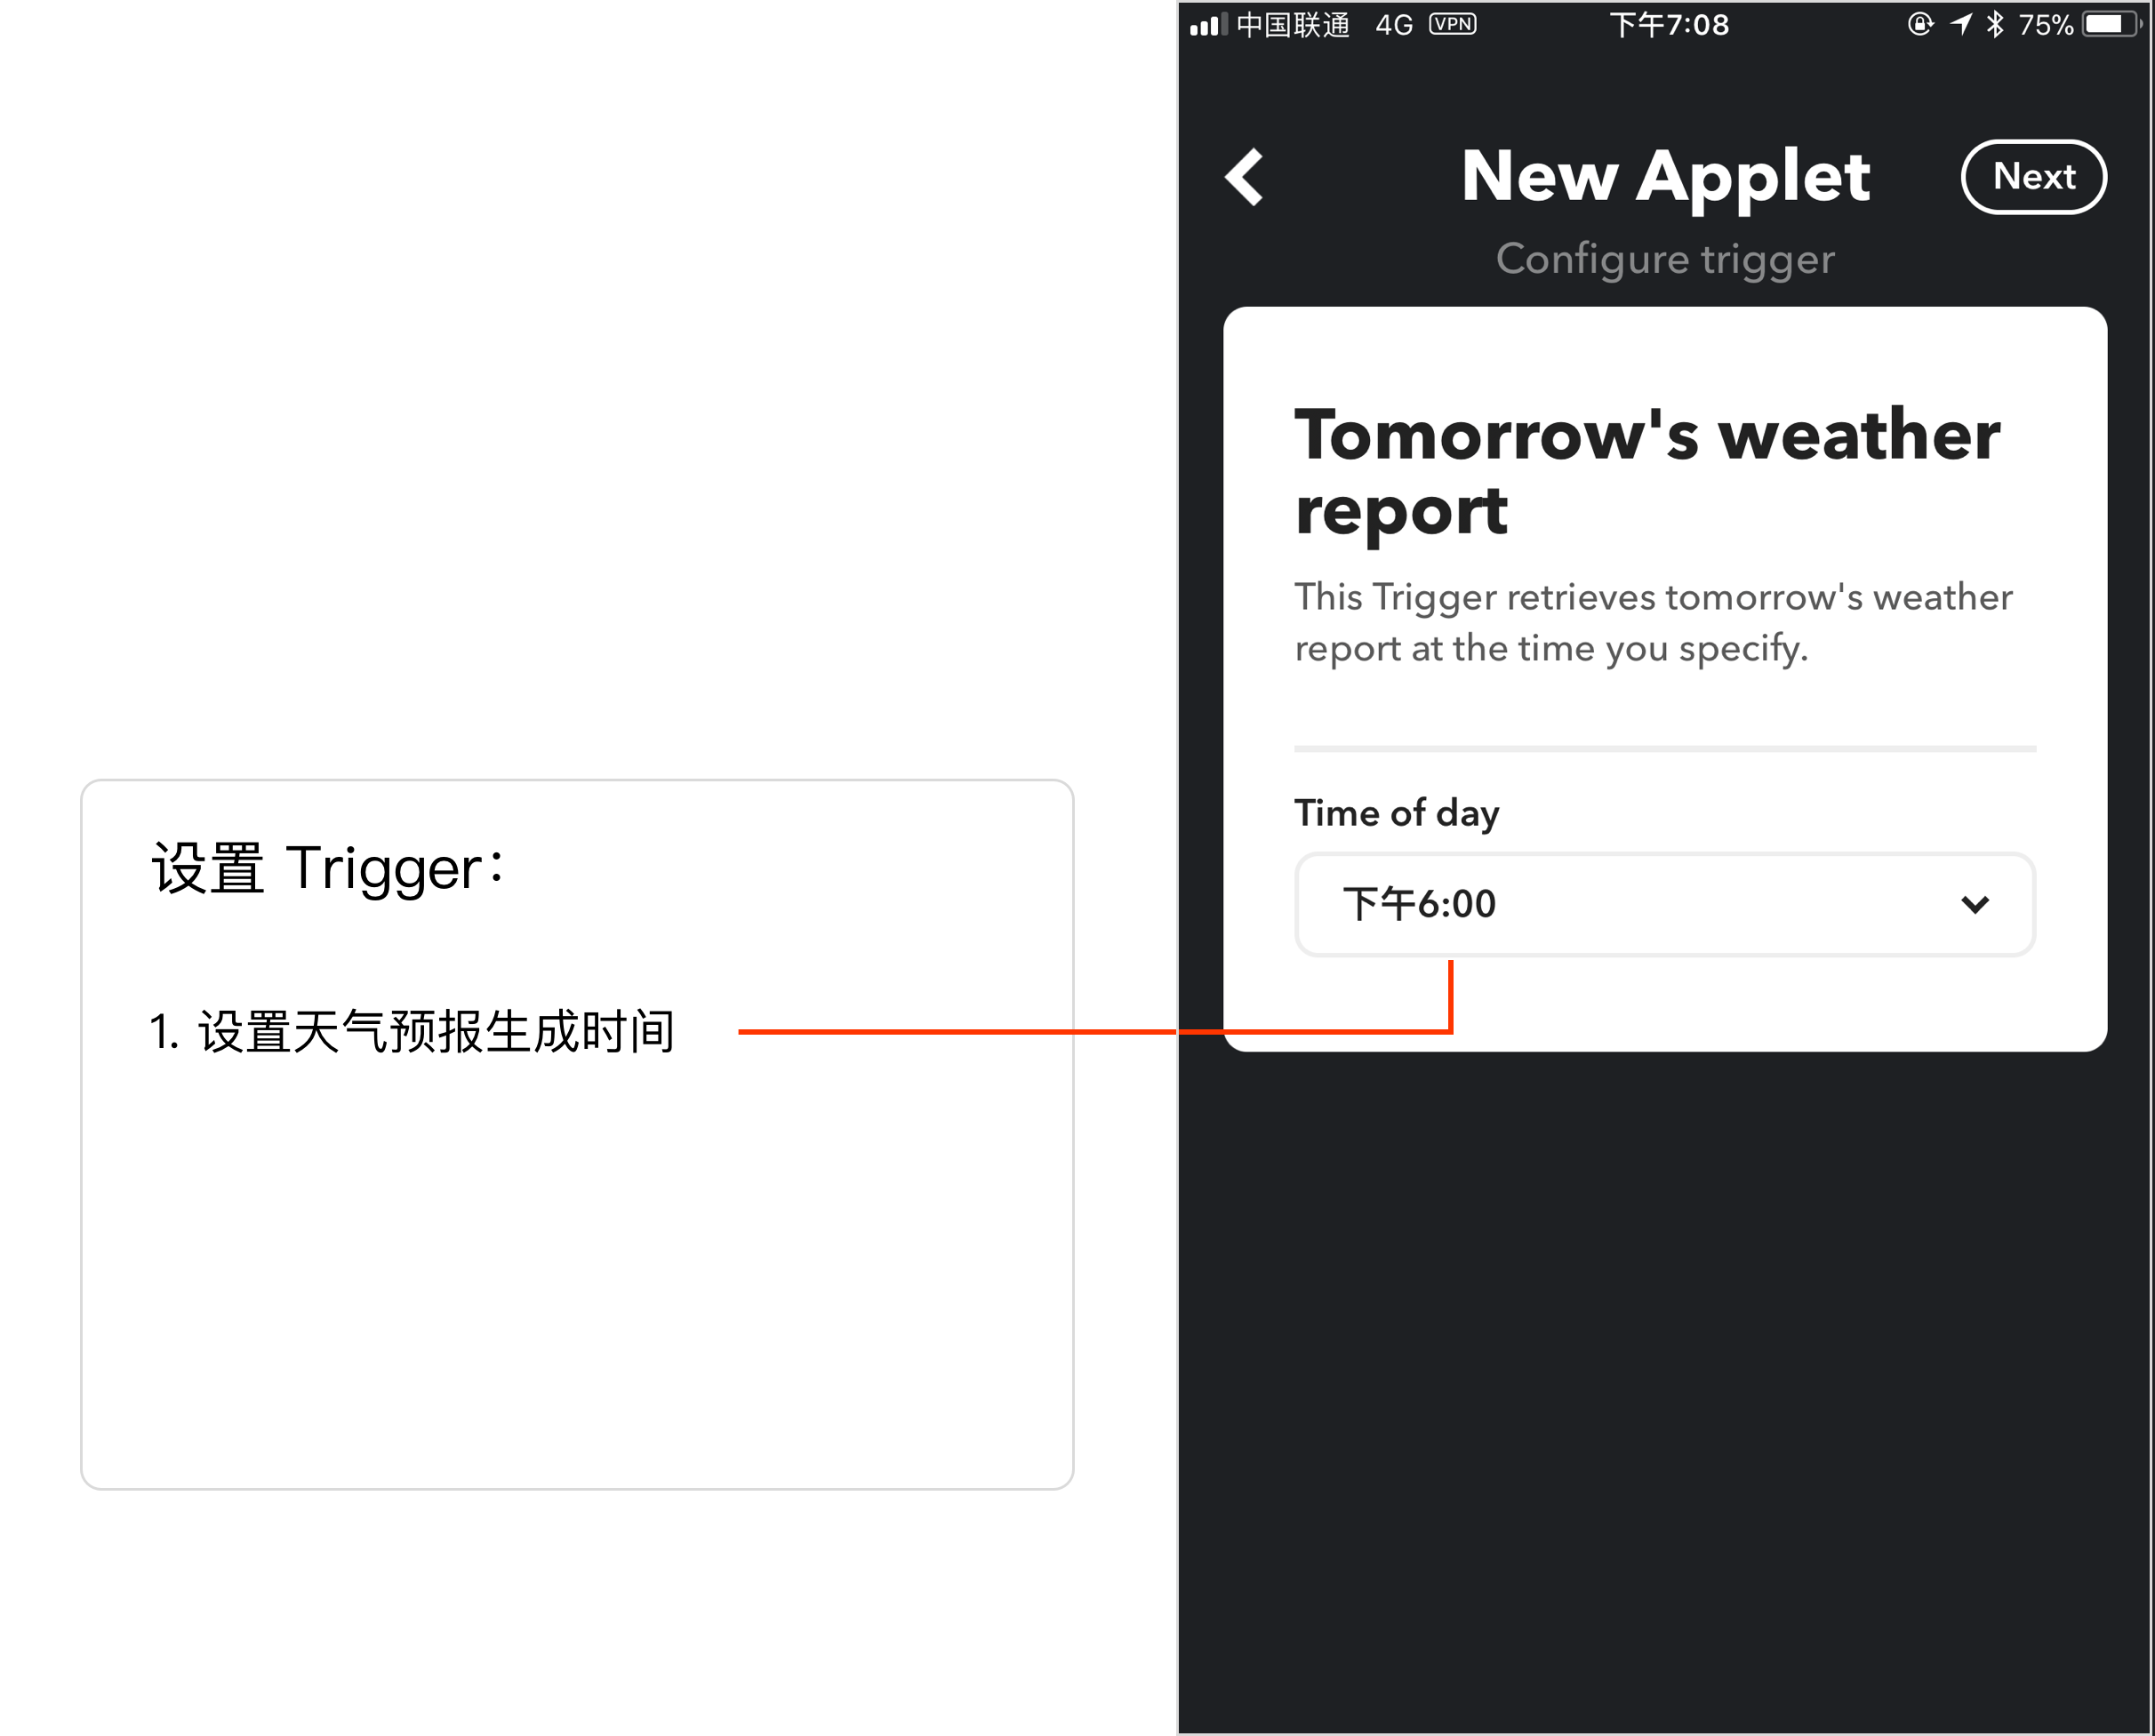 设置 Trigger：
1. 设置天气预报生成时间
中国联通 4G VPN 下午7:08 75%
New Applet
Next
Configure trigger
Tomorrow's weather
report
This Trigger retrieves tomorrow's weather
report at the time you specify.
Time of day
下午6:00